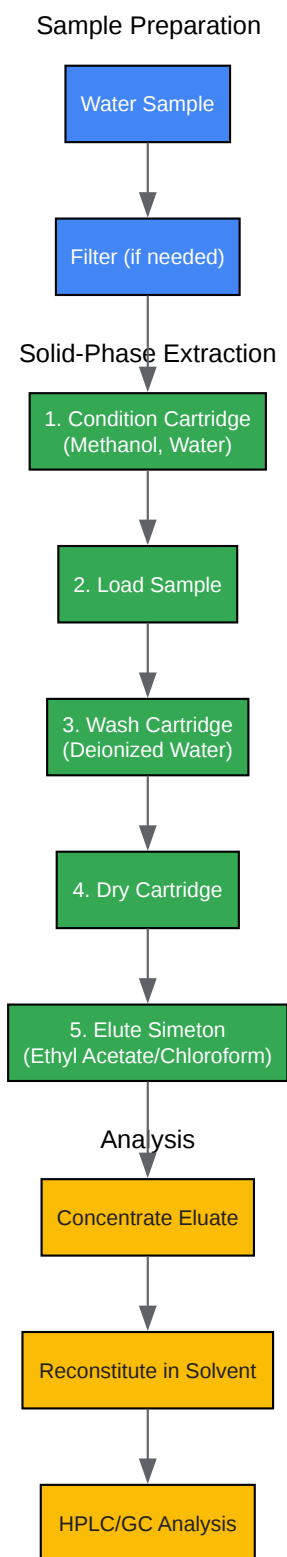 Sample Preparation
Water Sample
Filter (if needed)
Solid-Phase Extraction
1. Condition Cartridge
(Methanol, Water)
2. Load Sample
3. Wash Cartridge
(Deionized Water)
4. Dry Cartridge
5. Elute Simeton
(Ethyl Acetate/Chloroform)
Analysis
Concentrate Eluate
Reconstitute in Solvent
HPLC/GC Analysis